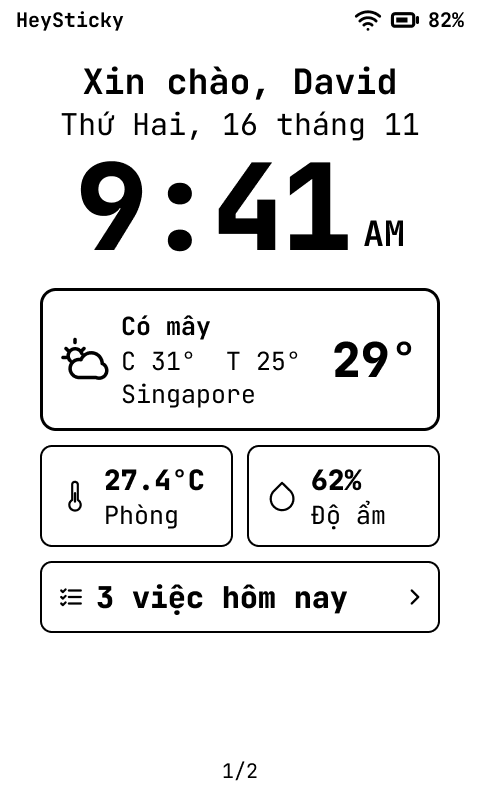 HeySticky 82%
Xin chào, David
Thứ Hai, 16 tháng 11
9:41 AM
Có mây
C 31° T 25°
Singapore
29°
27.4°C
Phòng
62%
Độ ẩm
3 việc hôm nay
1/2